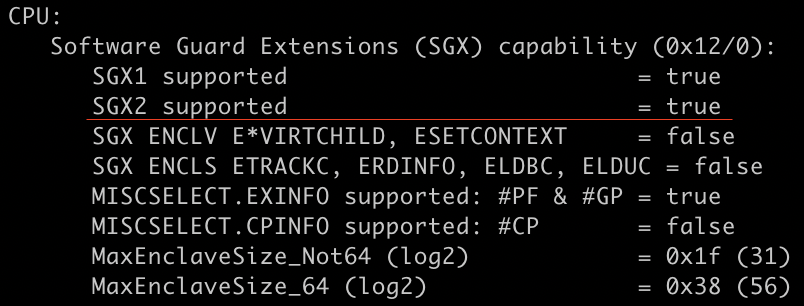 CPU:
Software Guard Extensions (SGX) capability (0x12/0):
SGX1 supported = true
SGX2 supported = true
SGX ENCLV E*VIRTCHILD, ESETCONTEXT = false
SGX ENCLS ETRACKC, ERDINFO, ELDBC, ELDUC = false
MISCSELECT.EXINFO supported: #PF & #GP = true
MISCSELECT.CPINFO supported: #CP = false
MaxEnclaveSize_Not64 (log2) = 0x1f (31)
MaxEnclaveSize_64 (log2) = 0x38 (56)